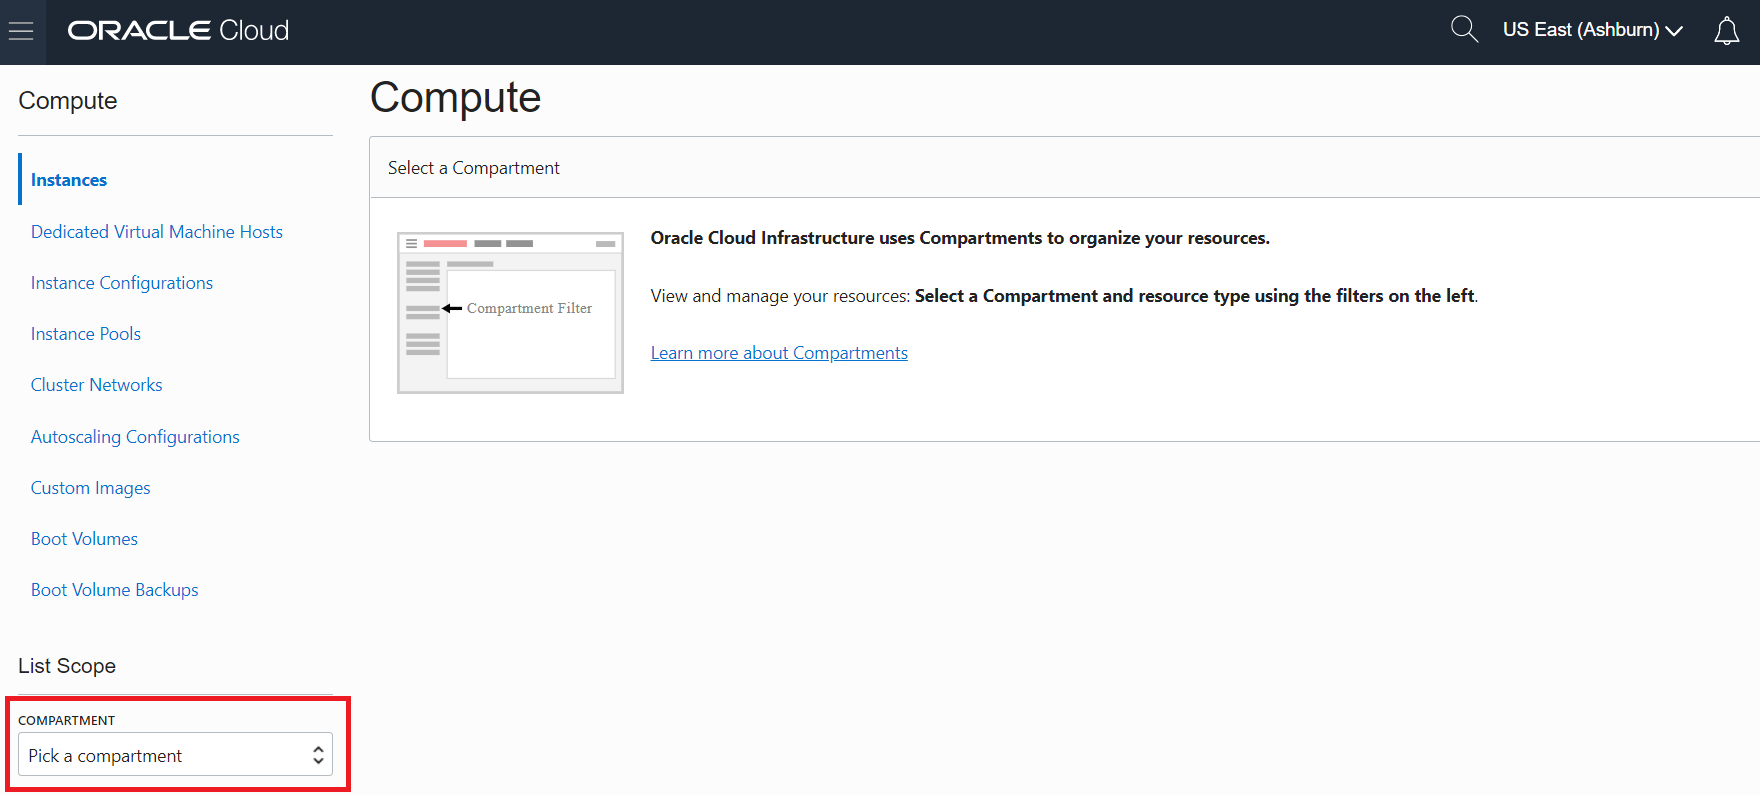 ORACLE Cloud
US East (Ashburn)
Compute
Instances
Dedicated Virtual Machine Hosts
Instance Configurations
Instance Pools
Cluster Networks
Autoscaling Configurations
Custom Images
Boot Volumes
Boot Volume Backups
List Scope
COMPARTMENT
Pick a compartment
Compute
Select a Compartment
Compartment Filter
Oracle Cloud Infrastructure uses Compartments to organize your resources.
View and manage your resources: Select a Compartment and resource type using the filters on the left.
Learn more about Compartments